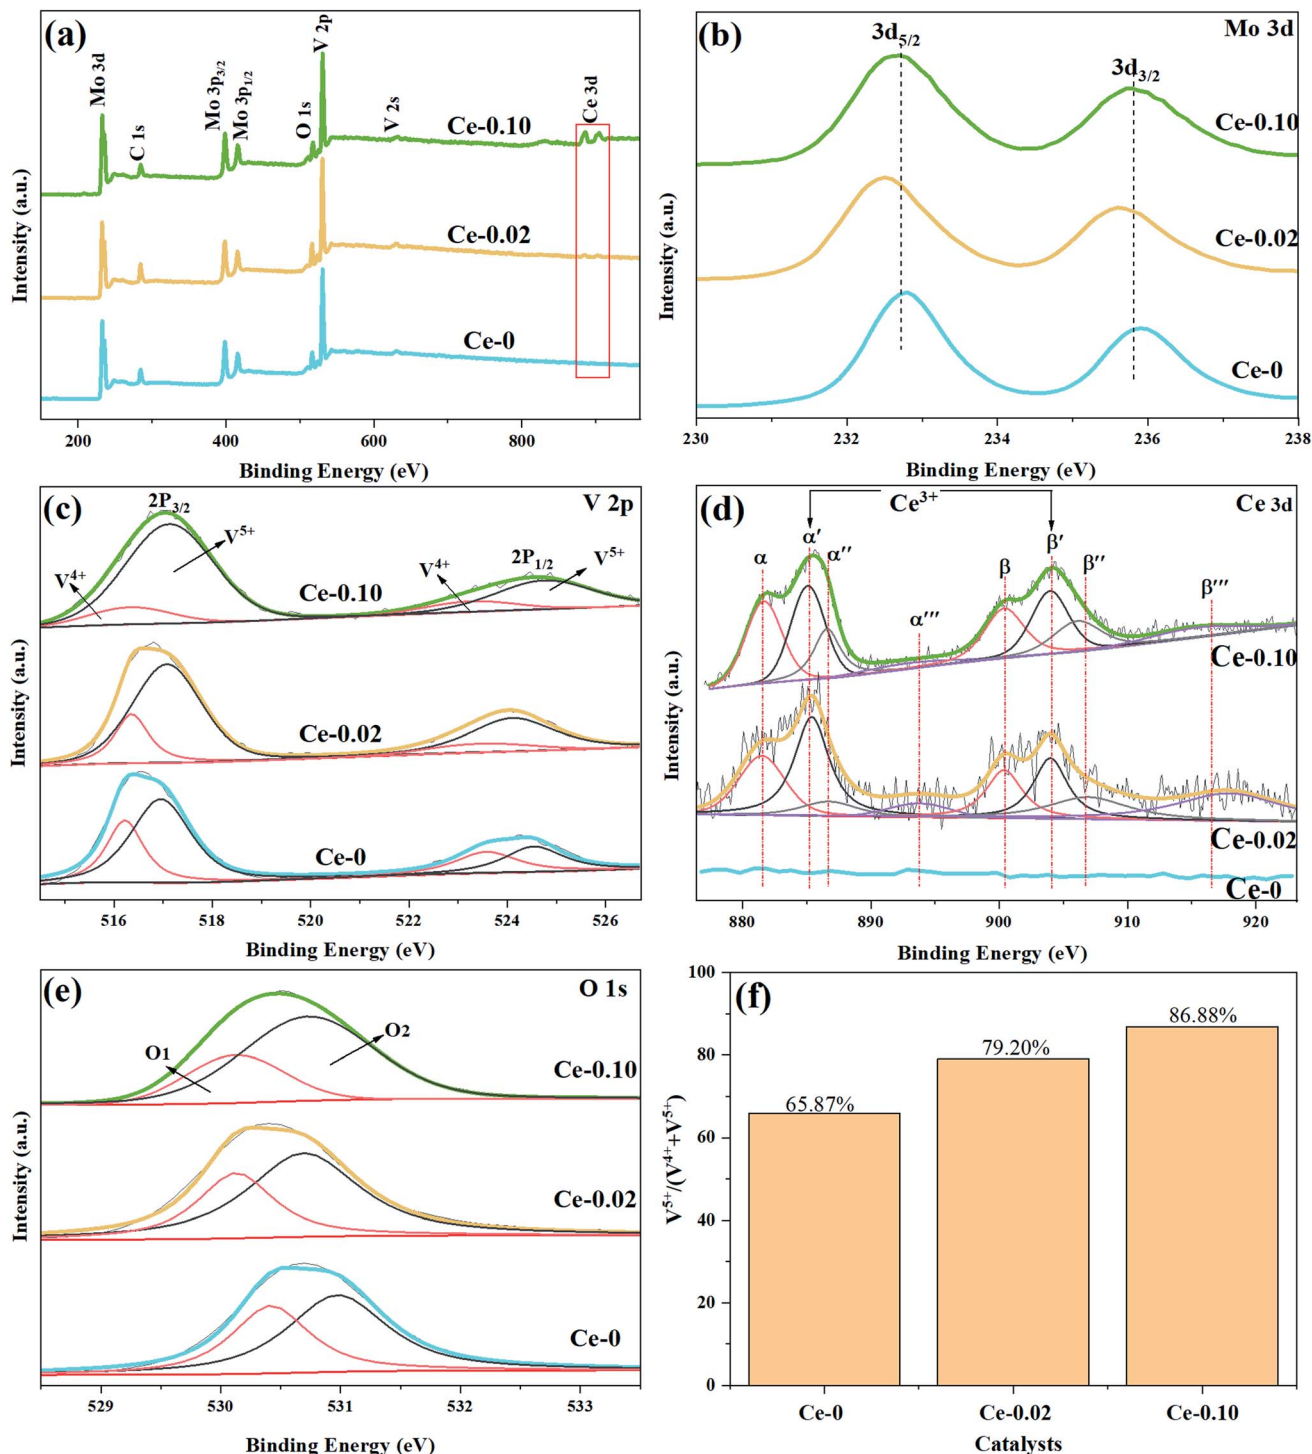 (a)
Mo 3d
C 1s
Mo 3p3/2
Mo 3p1/2
O 1s
V 2p
V 2s
Ce 3d
Ce-0.10
Ce-0.02
Ce-0
Intensity (a.u.)
200 400 600 800
Binding Energy (eV)
(b)
Mo 3d
3d5/2
3d3/2
Ce-0.10
Ce-0.02
Ce-0
Intensity (a.u.)
230 232 234 236 238
Binding Energy (eV)
(c)
V 2p
2P3/2
V5+
V4+
2P1/2
V4+
V5+
Ce-0.10
Ce-0.02
Ce-0
Intensity (a.u.)
516 518 520 522 524 526
Binding Energy (eV)
(d)
Ce 3d
Ce3+
α α′ α′′ α′′′ β β′ β′′ β′′′
Ce-0.10
Ce-0.02
Ce-0
Intensity (a.u.)
880 890 900 910 920
Binding Energy (eV)
(e)
O 1s
O1
O2
Ce-0.10
Ce-0.02
Ce-0
Intensity (a.u.)
529 530 531 532 533
Binding Energy (eV)
(f)
100
80
60
40
20
0
V5+/(V4++V5+)
65.87%
79.20%
86.88%
Ce-0 Ce-0.02 Ce-0.10
Catalysts